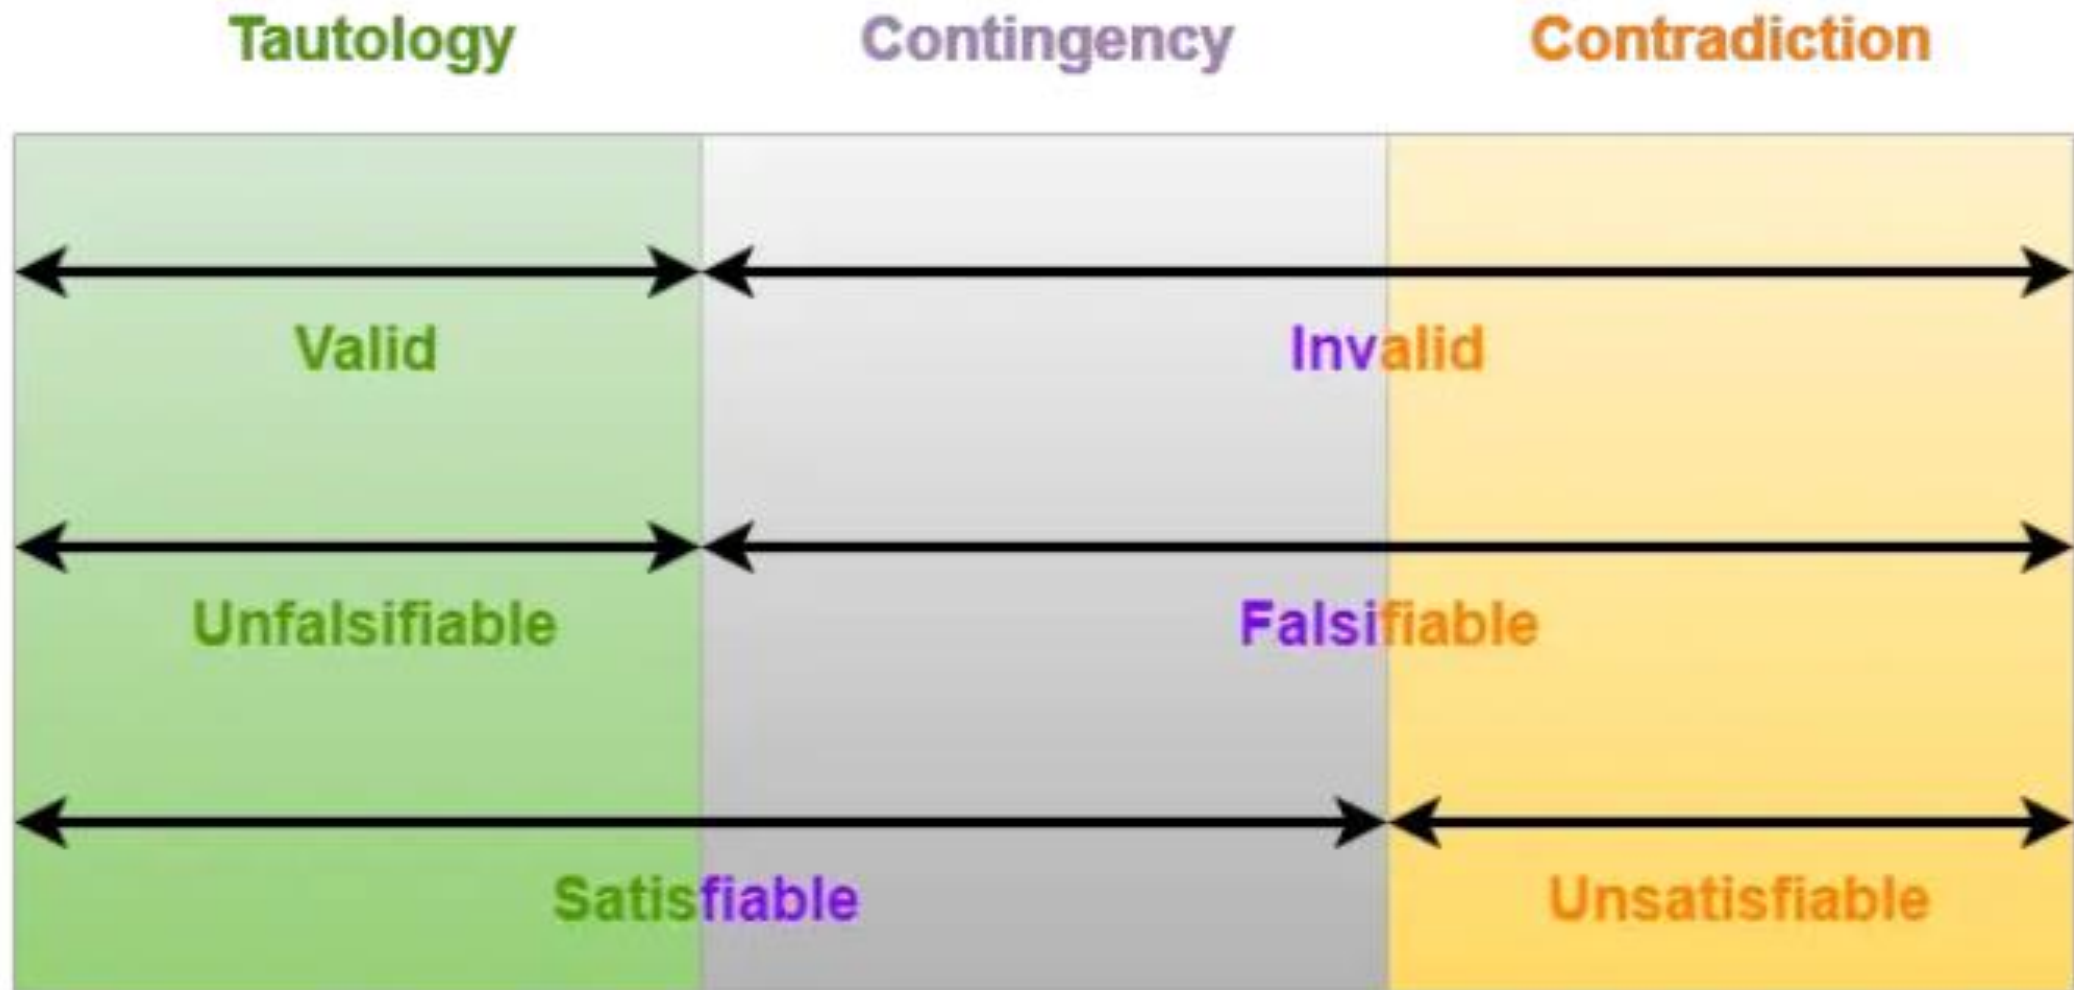 Tautology Contingency Contradiction
Valid Invalid
Unfalsifiable Falsifiable
Satisfiable Unsatisfiable